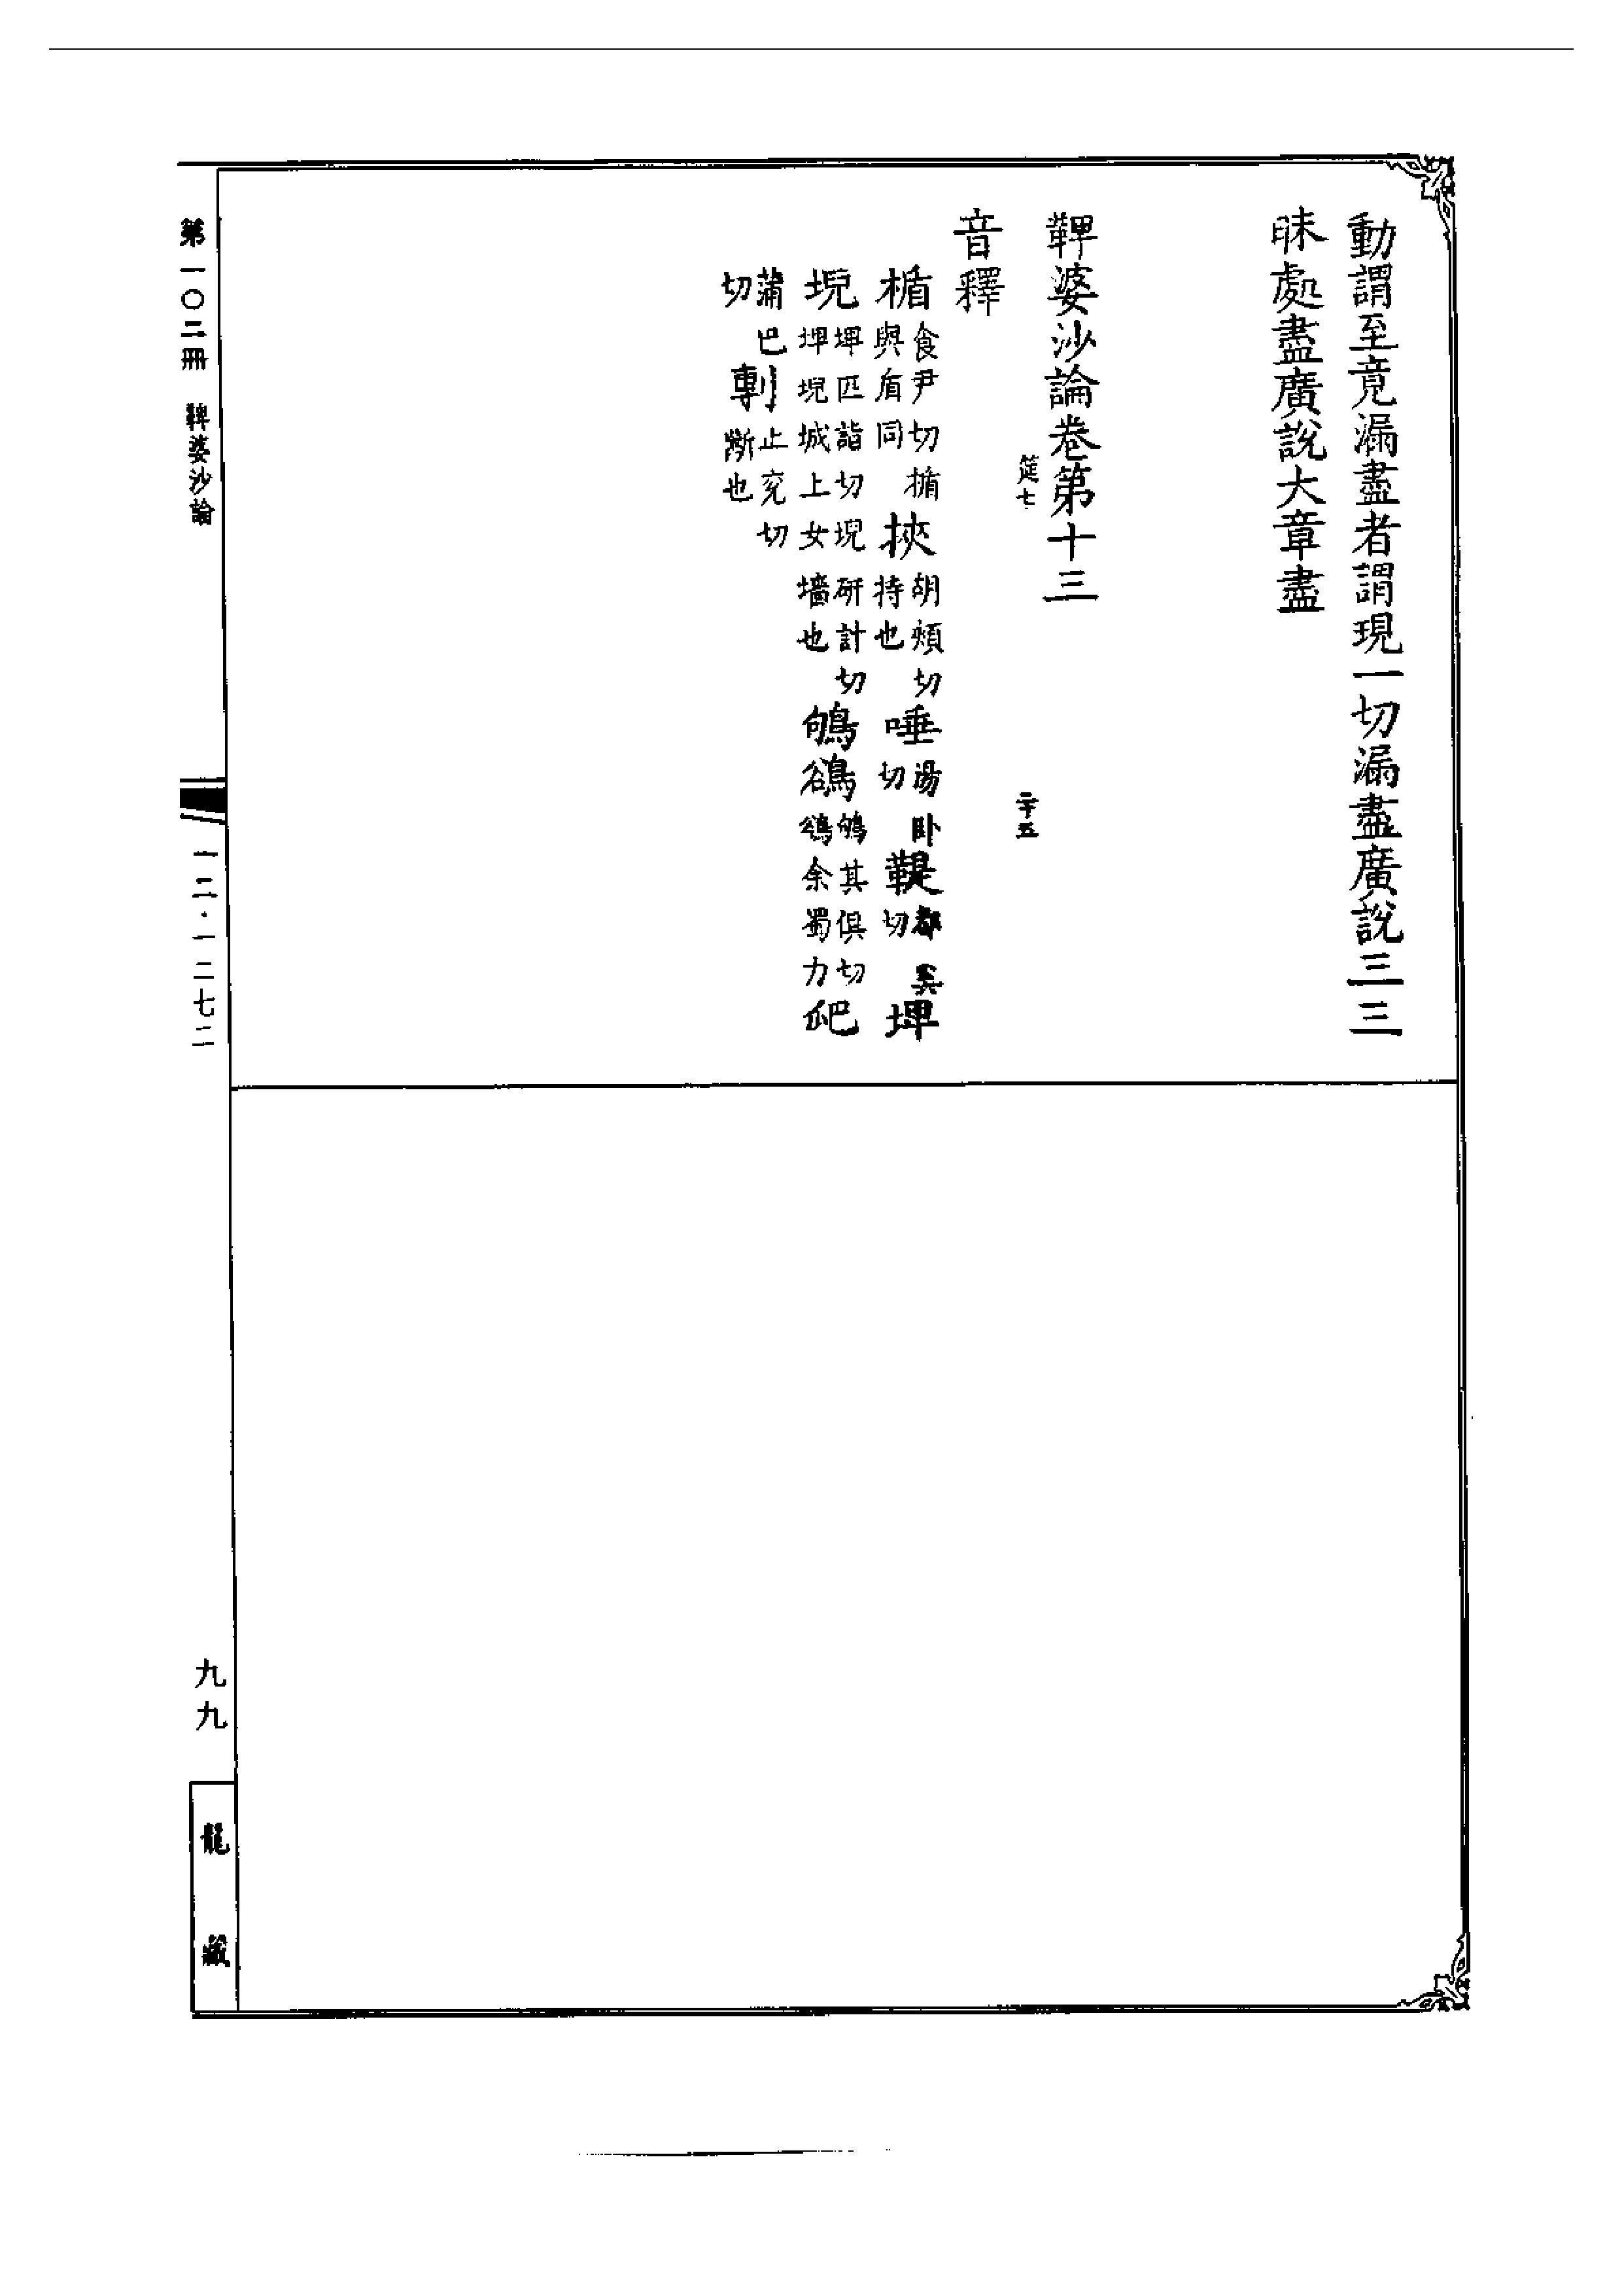 動謂至竟漏盡者謂現一切漏盡廣說三三
昧處盡廣說大章盡
鞞婆沙論卷第十三
筵七
二十五
音釋
楯食尹切楯與盾同挾胡頰切持也唾湯卧切鞮都奚切埤
堄埤匹詣切堄研計切埤堄城上女墻也鴝鵒鴝其俱切鵒余蜀力切爮
蒲巴切剸止兖切斷也
第一〇二冊 鞞婆沙論
一二·一二七二
九九
龍藏